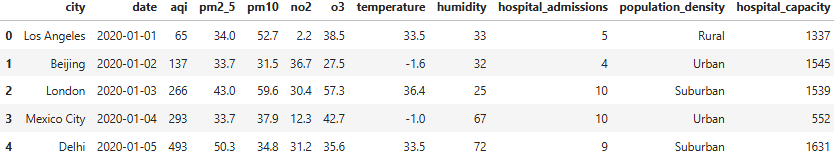 city date aqi pm2_5 pm10 no2 o3 temperature humidity hospital_admissions population_density hospital_capacity
0 Los Angeles 2020-01-01 65 34.0 52.7 2.2 38.5 33.5 33 5 Rural 1337
1 Beijing 2020-01-02 137 33.7 31.5 36.7 27.5 -1.6 32 4 Urban 1545
2 London 2020-01-03 266 43.0 59.6 30.4 57.3 36.4 25 10 Suburban 1539
3 Mexico City 2020-01-04 293 33.7 37.9 12.3 42.7 -1.0 67 10 Urban 552
4 Delhi 2020-01-05 493 50.3 34.8 31.2 35.6 33.5 72 9 Suburban 1631